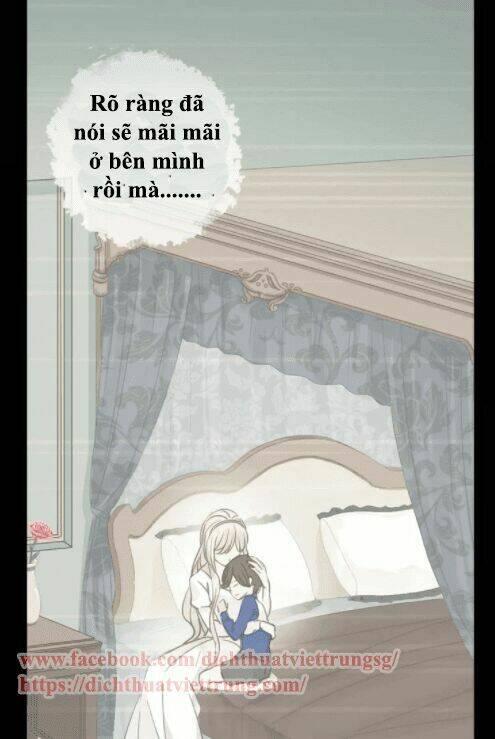 Rõ ràng đã
nói sẽ mãi mãi
ở bên mình
rồi mà.......
www.facebook.com/dichthuatviettrungsg/
https://dichthuatviettrung.com/